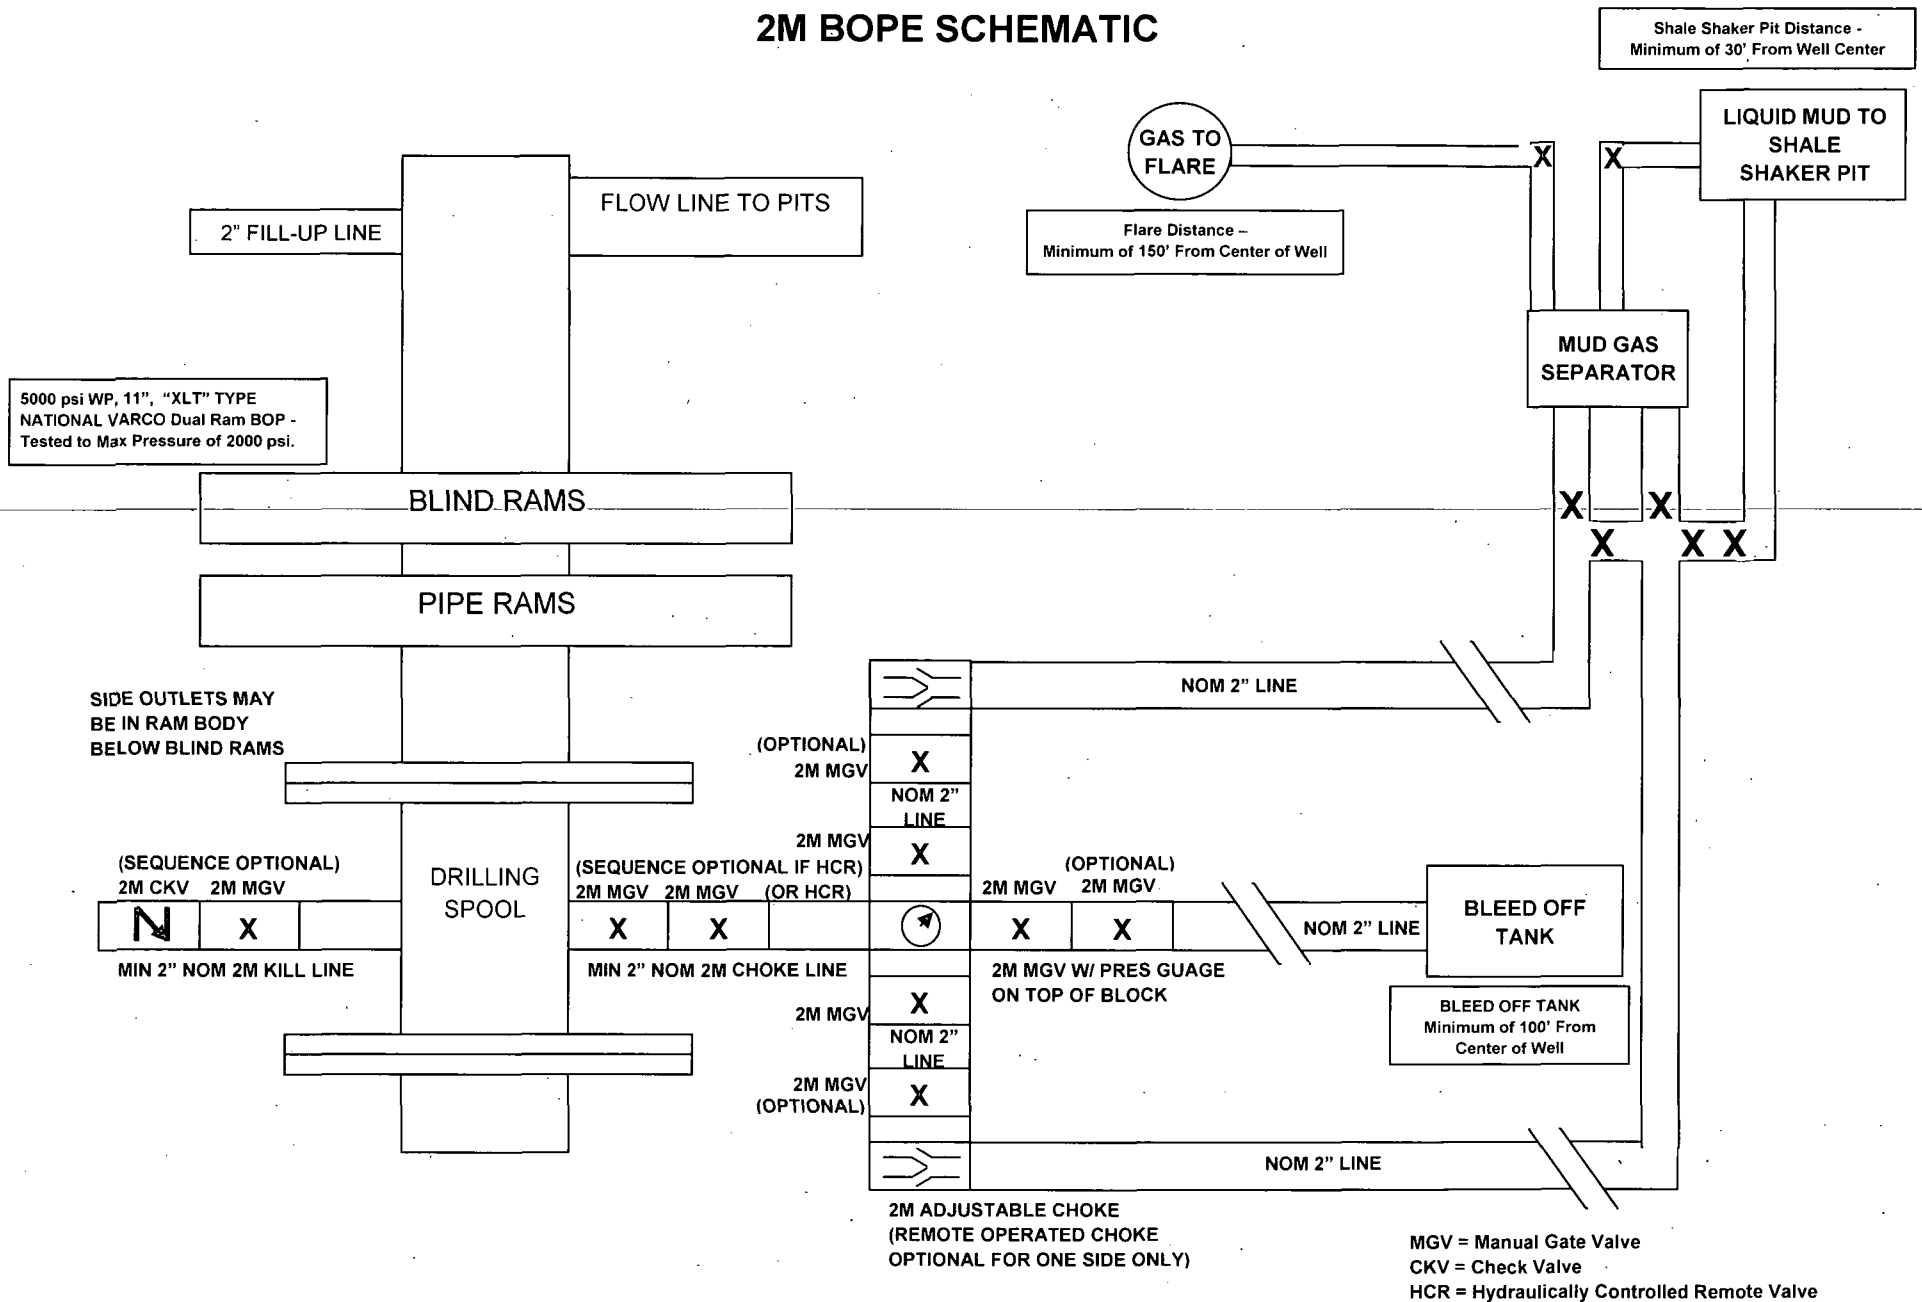 2M BOPE SCHEMATIC
Shale Shaker Pit Distance -
Minimum of 30' From Well Center
GAS TO
FLARE
X
X
LIQUID MUD TO
SHALE
SHAKER PIT
FLOW LINE TO PITS
2" FILL-UP LINE
Flare Distance –
Minimum of 150' From Center of Well
MUD GAS
SEPARATOR
5000 psi WP, 11", "XLT" TYPE
NATIONAL VARCO Dual Ram BOP -
Tested to Max Pressure of 2000 psi.
BLIND RAMS
X
X
X
X X
PIPE RAMS
SIDE OUTLETS MAY
BE IN RAM BODY
BELOW BLIND RAMS
NOM 2" LINE
(OPTIONAL)
2M MGV
X
NOM 2"
LINE
2M MGV
X
(SEQUENCE OPTIONAL)
2M CKV 2M MGV
X
MIN 2" NOM 2M KILL LINE
DRILLING
SPOOL
(SEQUENCE OPTIONAL IF HCR)
2M MGV 2M MGV (OR HCR)
X X
MIN 2" NOM 2M CHOKE LINE
(OPTIONAL)
2M MGV 2M MGV
X X
2M MGV W/ PRES GUAGE
ON TOP OF BLOCK
NOM 2" LINE
BLEED OFF
TANK
BLEED OFF TANK
Minimum of 100' From
Center of Well
2M MGV
X
NOM 2"
LINE
2M MGV
(OPTIONAL)
X
NOM 2" LINE
2M ADJUSTABLE CHOKE
(REMOTE OPERATED CHOKE
OPTIONAL FOR ONE SIDE ONLY)
MGV = Manual Gate Valve
CKV = Check Valve
HCR = Hydraulically Controlled Remote Valve